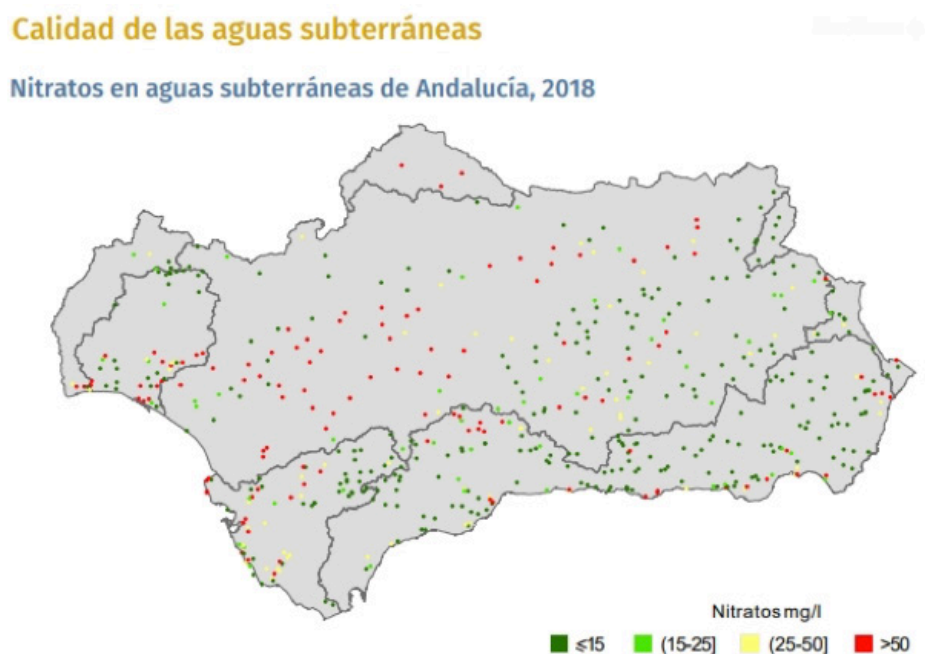 Calidad de las aguas subterráneas
Nitratos en aguas subterráneas de Andalucía, 2018
Nitratos mg/l
≤15 (15-25] (25-50] >50